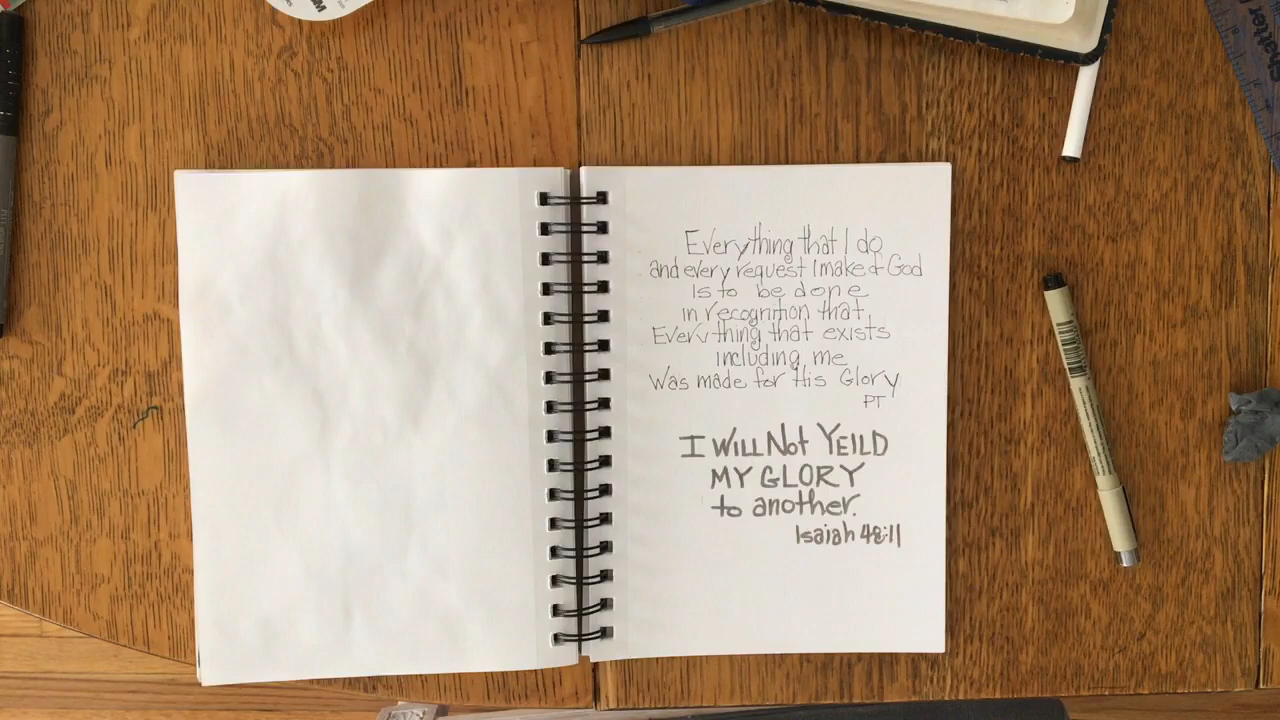 Everything that I do
and every request I make of God
Is to be done
in recognition that
Everything that exists
including me
Was made for His Glory
PT
I WILL Not YEILD
MY GLORY
to another.
Isaiah 48:11